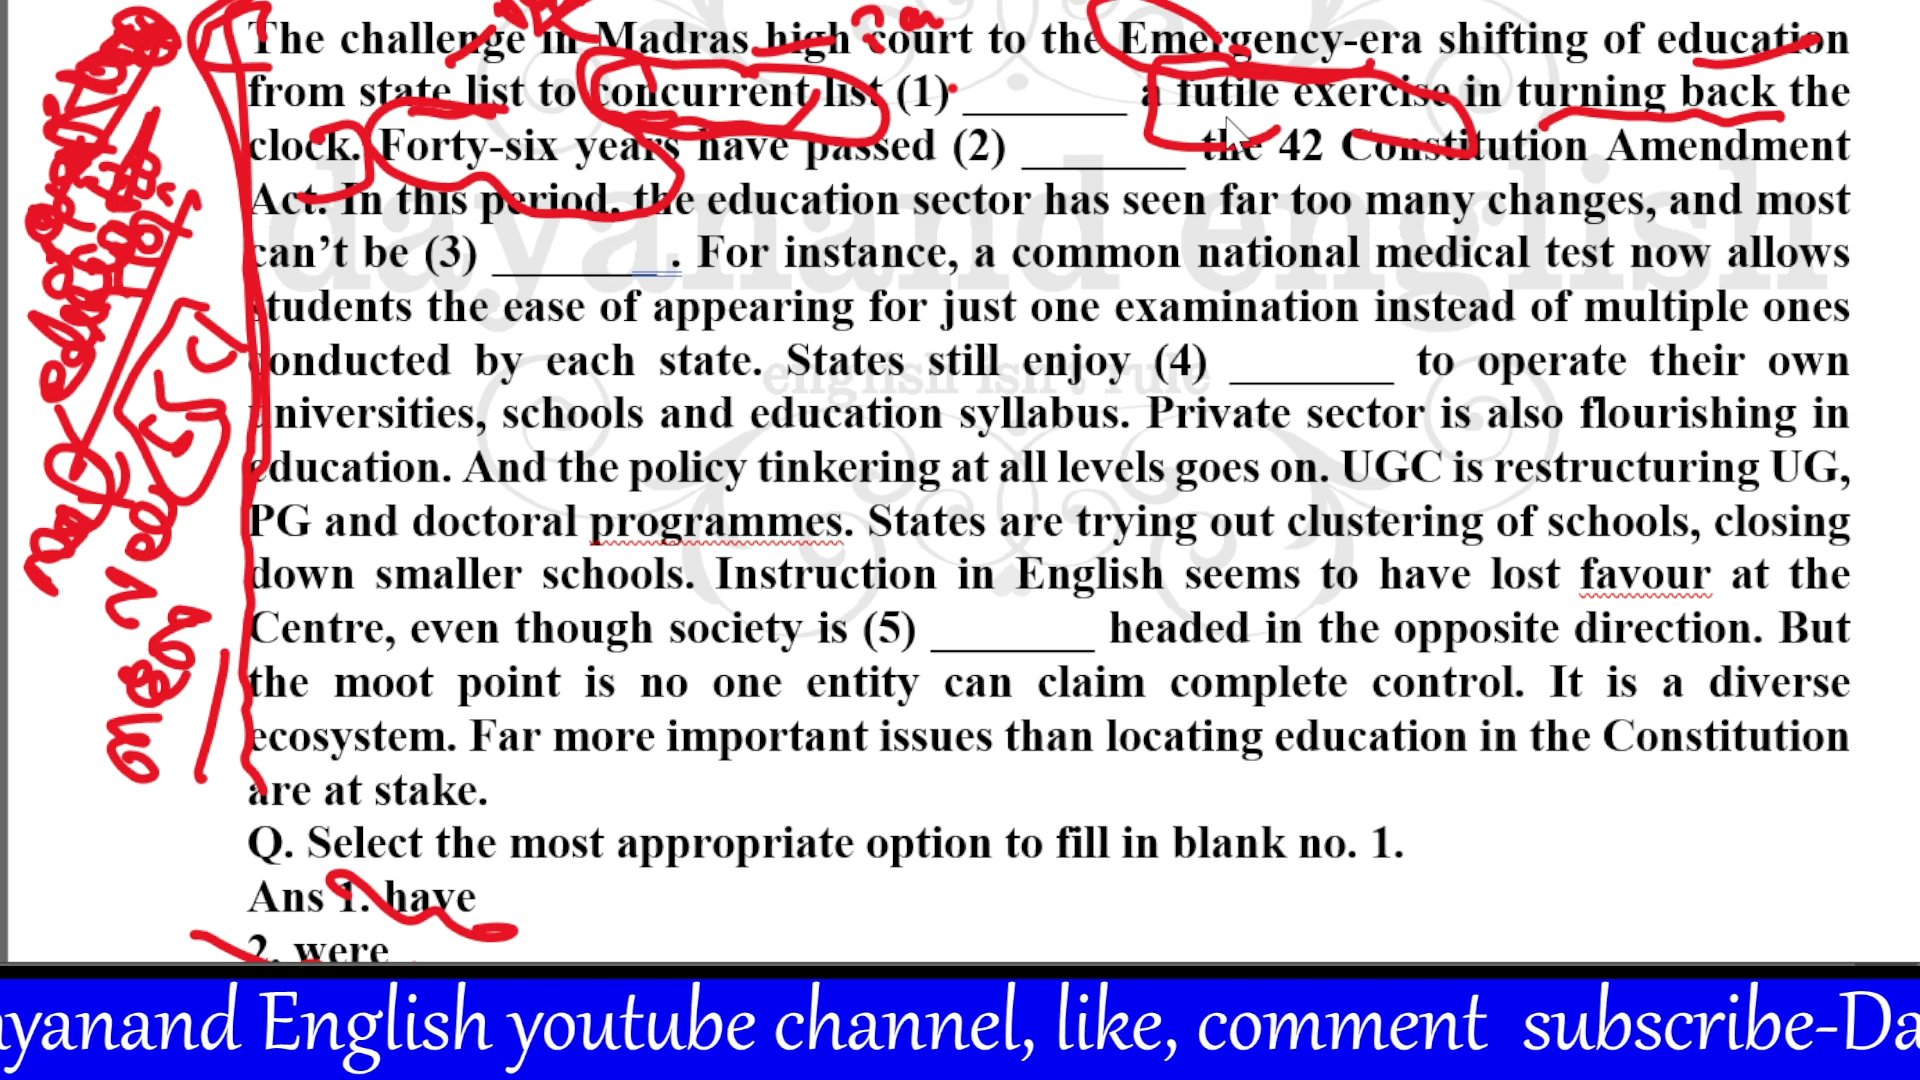 The challenge in Madras high court to the Emergency-era shifting of education
from state list to concurrent list (1) ________ a futile exercise in turning back the
clock. Forty-six years have passed (2) ________ the 42 Constitution Amendment
Act. In this period, the education sector has seen far too many changes, and most
can't be (3) ________. For instance, a common national medical test now allows
students the ease of appearing for just one examination instead of multiple ones
conducted by each state. States still enjoy (4) ________ to operate their own
universities, schools and education syllabus. Private sector is also flourishing in
education. And the policy tinkering at all levels goes on. UGC is restructuring UG,
PG and doctoral programmes. States are trying out clustering of schools, closing
down smaller schools. Instruction in English seems to have lost favour at the
Centre, even though society is (5) ________ headed in the opposite direction. But
the moot point is no one entity can claim complete control. It is a diverse
ecosystem. Far more important issues than locating education in the Constitution
are at stake.
Q. Select the most appropriate option to fill in blank no. 1.
Ans 1. have
2. were
dayanand english
english isn't rule
ayanand English youtube channel, like, comment subscribe-Da